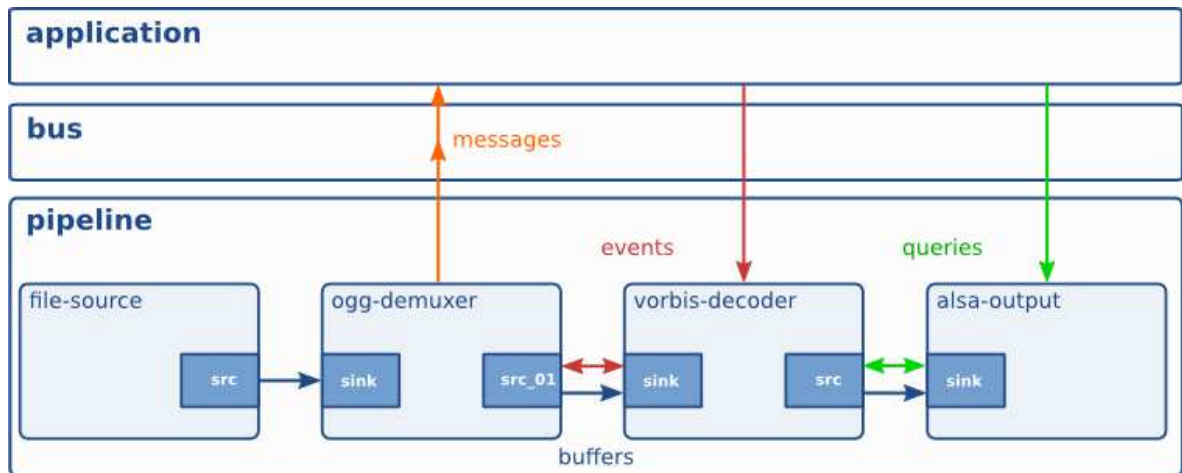 application
bus
messages
pipeline
events
queries
file-source
ogg-demuxer
vorbis-decoder
alsa-output
src
sink
src_01
sink
src
sink
buffers